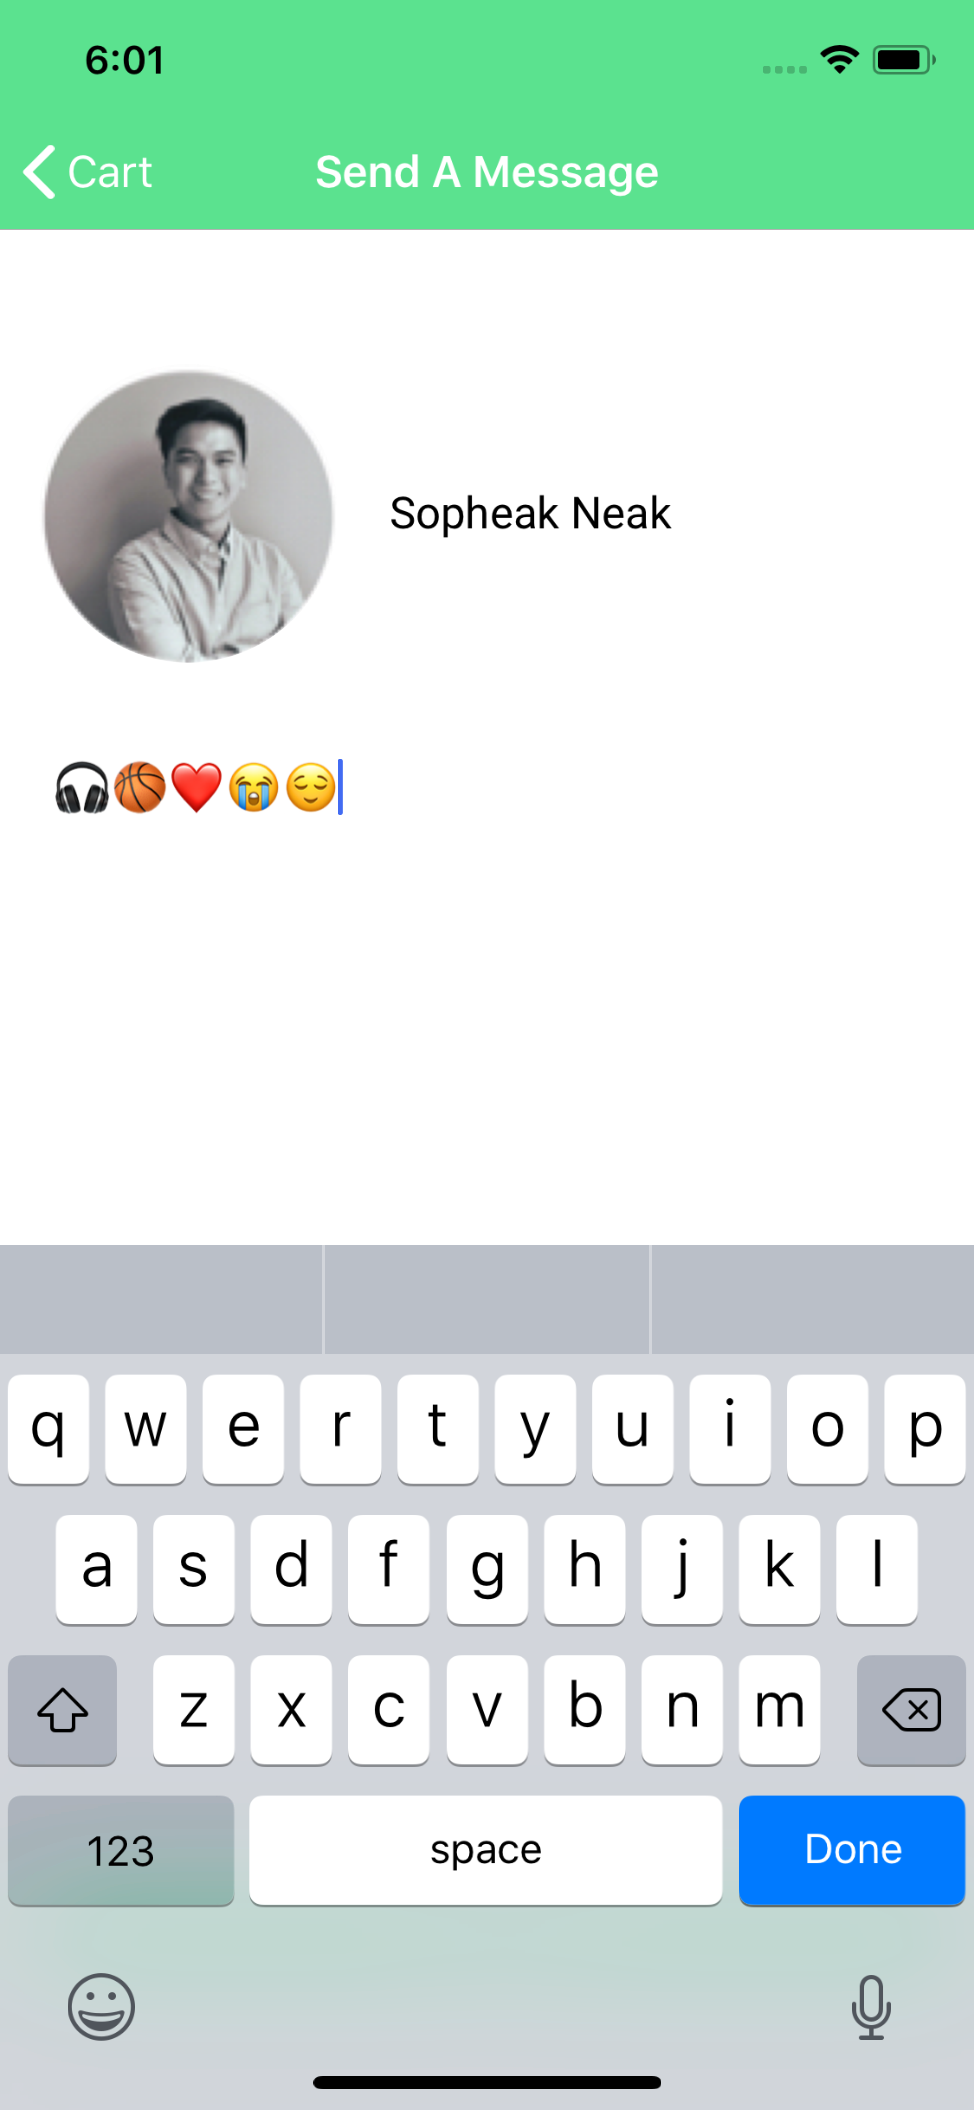 6:01
Cart
Send A Message
Sopheak Neak
🎧🏀❤️😭😌
q w e r t y u i o p
a s d f g h j k l
z x c v b n m
123 space Done